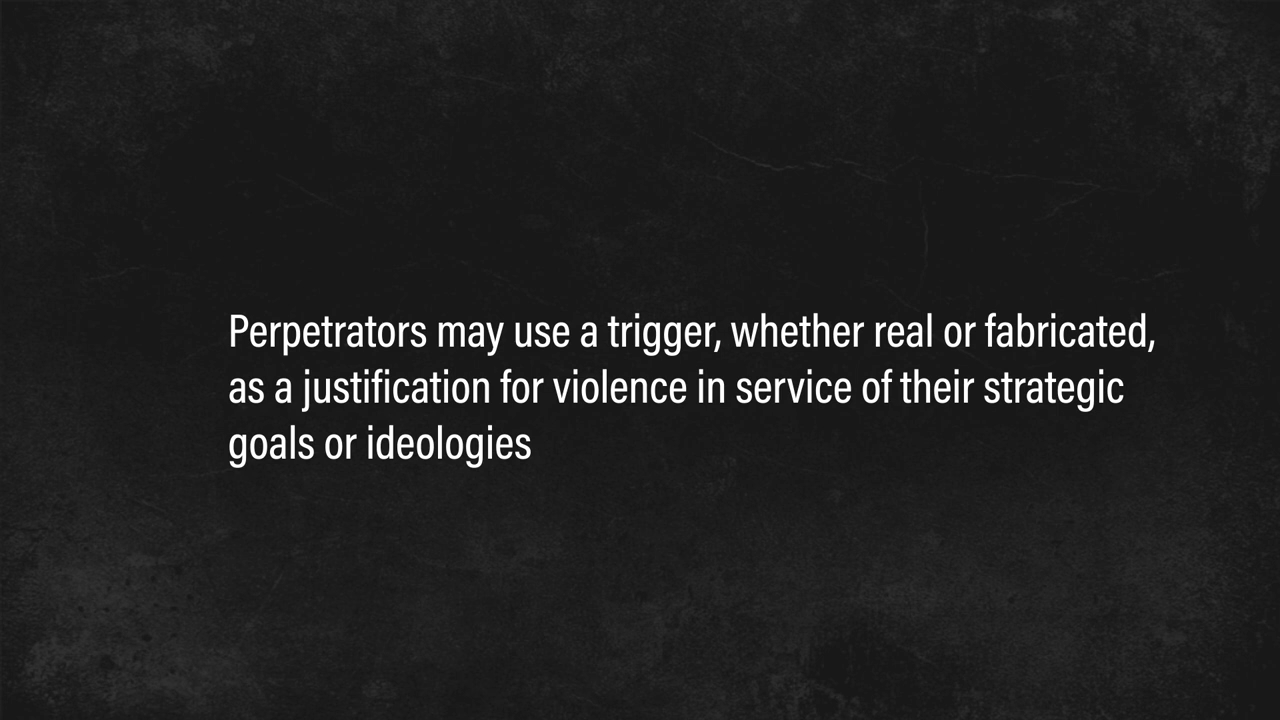 Perpetrators may use a trigger, whether real or fabricated,
as a justification for violence in service of their strategic
goals or ideologies